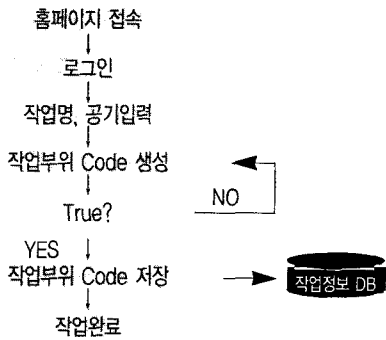 홈페이지 접속
로그인
작업명, 공기입력
작업부위 Code 생성
True?
NO
YES
작업부위 Code 저장
작업정보 DB
작업완료